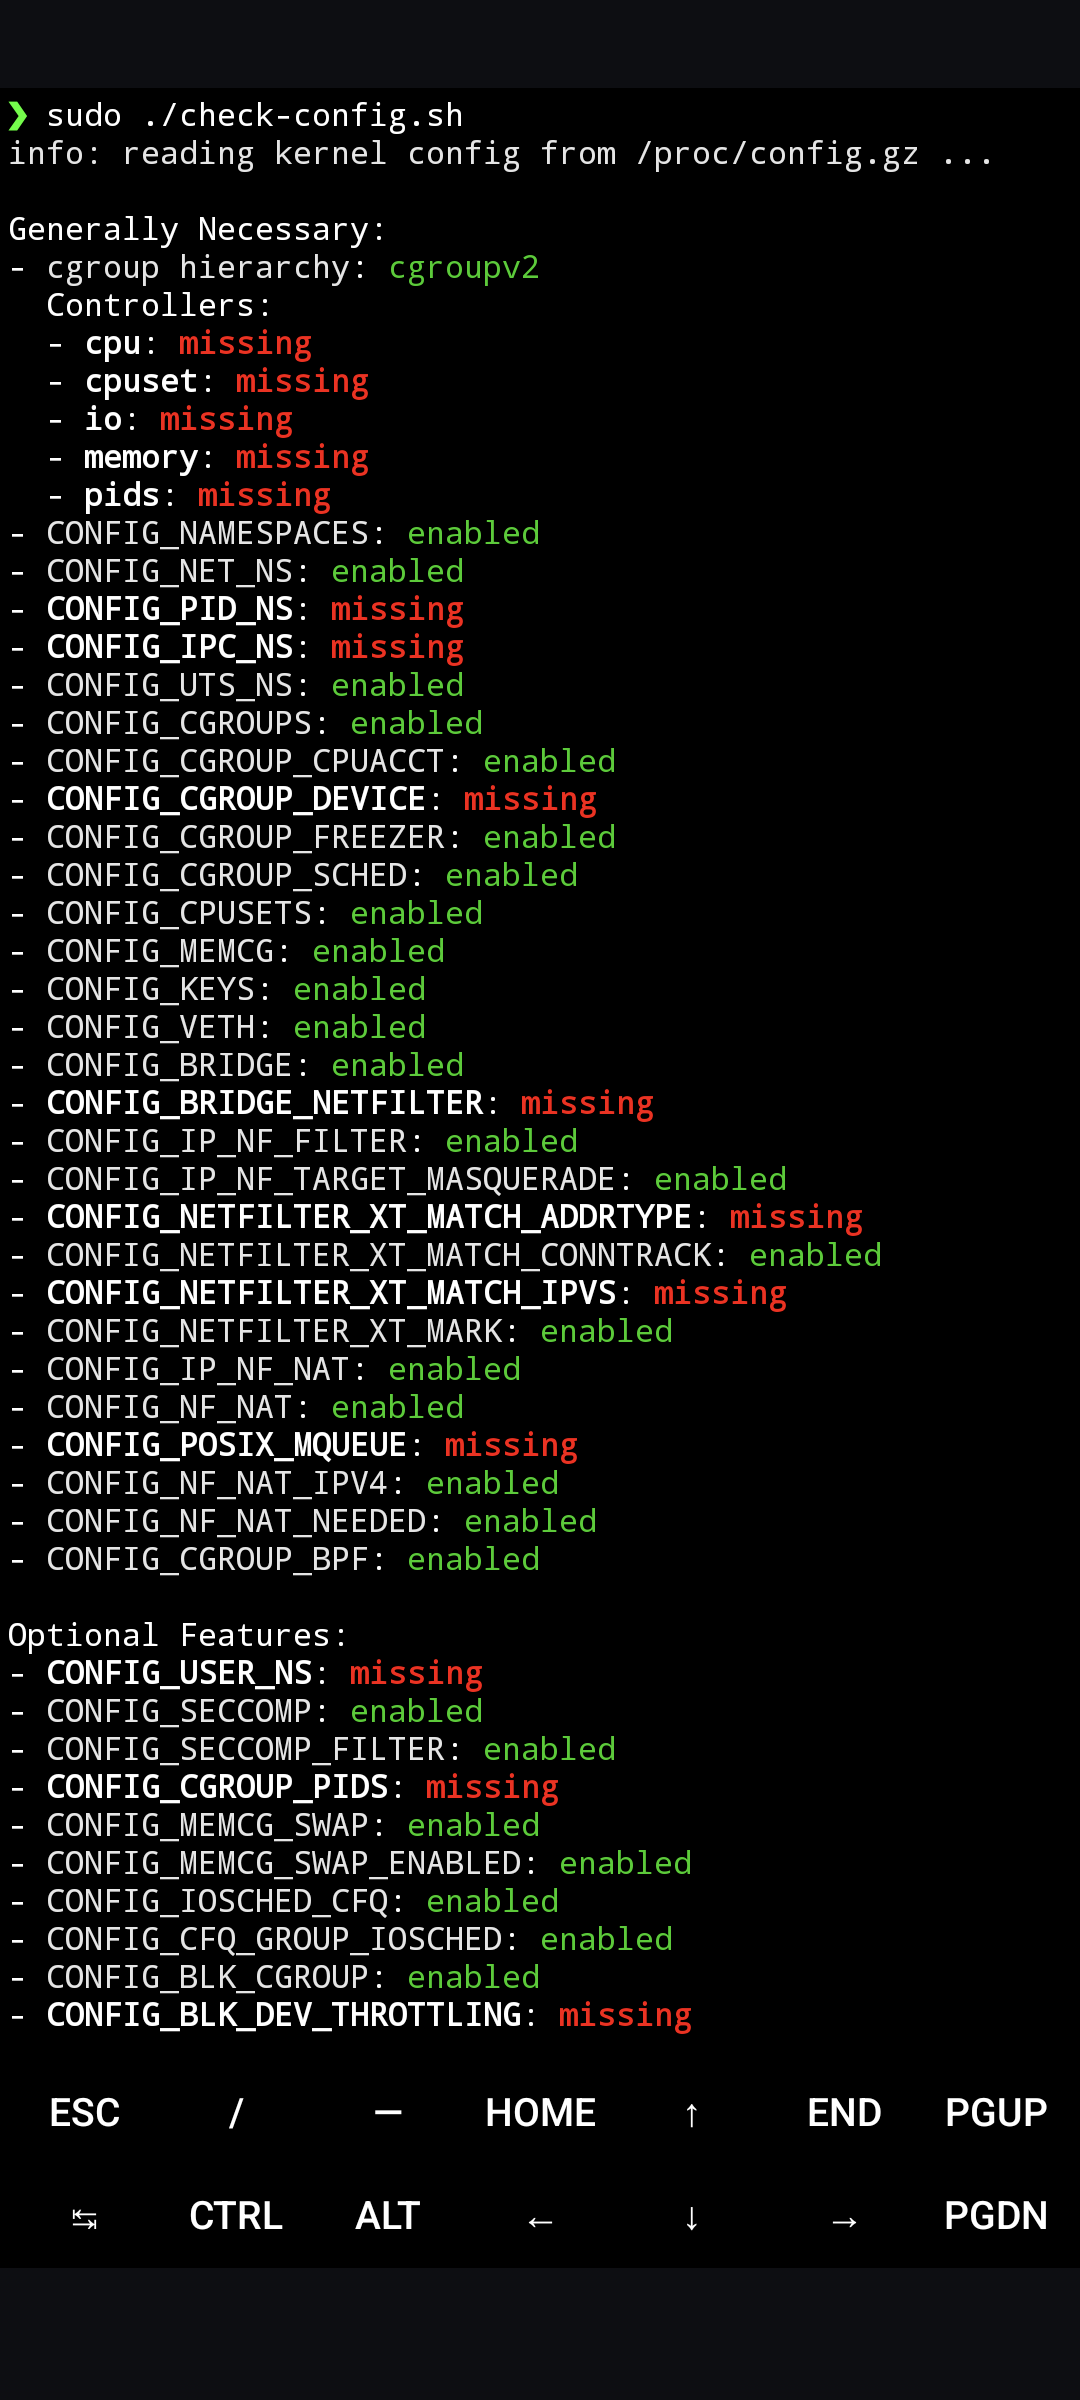 ❯ sudo ./check-config.sh
info: reading kernel config from /proc/config.gz ...
Generally Necessary:
- cgroup hierarchy: cgroupv2
  Controllers:
  - cpu: missing
  - cpuset: missing
  - io: missing
  - memory: missing
  - pids: missing
- CONFIG_NAMESPACES: enabled
- CONFIG_NET_NS: enabled
- CONFIG_PID_NS: missing
- CONFIG_IPC_NS: missing
- CONFIG_UTS_NS: enabled
- CONFIG_CGROUPS: enabled
- CONFIG_CGROUP_CPUACCT: enabled
- CONFIG_CGROUP_DEVICE: missing
- CONFIG_CGROUP_FREEZER: enabled
- CONFIG_CGROUP_SCHED: enabled
- CONFIG_CPUSETS: enabled
- CONFIG_MEMCG: enabled
- CONFIG_KEYS: enabled
- CONFIG_VETH: enabled
- CONFIG_BRIDGE: enabled
- CONFIG_BRIDGE_NETFILTER: missing
- CONFIG_IP_NF_FILTER: enabled
- CONFIG_IP_NF_TARGET_MASQUERADE: enabled
- CONFIG_NETFILTER_XT_MATCH_ADDRTYPE: missing
- CONFIG_NETFILTER_XT_MATCH_CONNTRACK: enabled
- CONFIG_NETFILTER_XT_MATCH_IPVS: missing
- CONFIG_NETFILTER_XT_MARK: enabled
- CONFIG_IP_NF_NAT: enabled
- CONFIG_NF_NAT: enabled
- CONFIG_POSIX_MQUEUE: missing
- CONFIG_NF_NAT_IPV4: enabled
- CONFIG_NF_NAT_NEEDED: enabled
- CONFIG_CGROUP_BPF: enabled
Optional Features:
- CONFIG_USER_NS: missing
- CONFIG_SECCOMP: enabled
- CONFIG_SECCOMP_FILTER: enabled
- CONFIG_CGROUP_PIDS: missing
- CONFIG_MEMCG_SWAP: enabled
- CONFIG_MEMCG_SWAP_ENABLED: enabled
- CONFIG_IOSCHED_CFQ: enabled
- CONFIG_CFQ_GROUP_IOSCHED: enabled
- CONFIG_BLK_CGROUP: enabled
- CONFIG_BLK_DEV_THROTTLING: missing
ESC / — HOME ↑ END PGUP
↹ CTRL ALT ← ↓ → PGDN